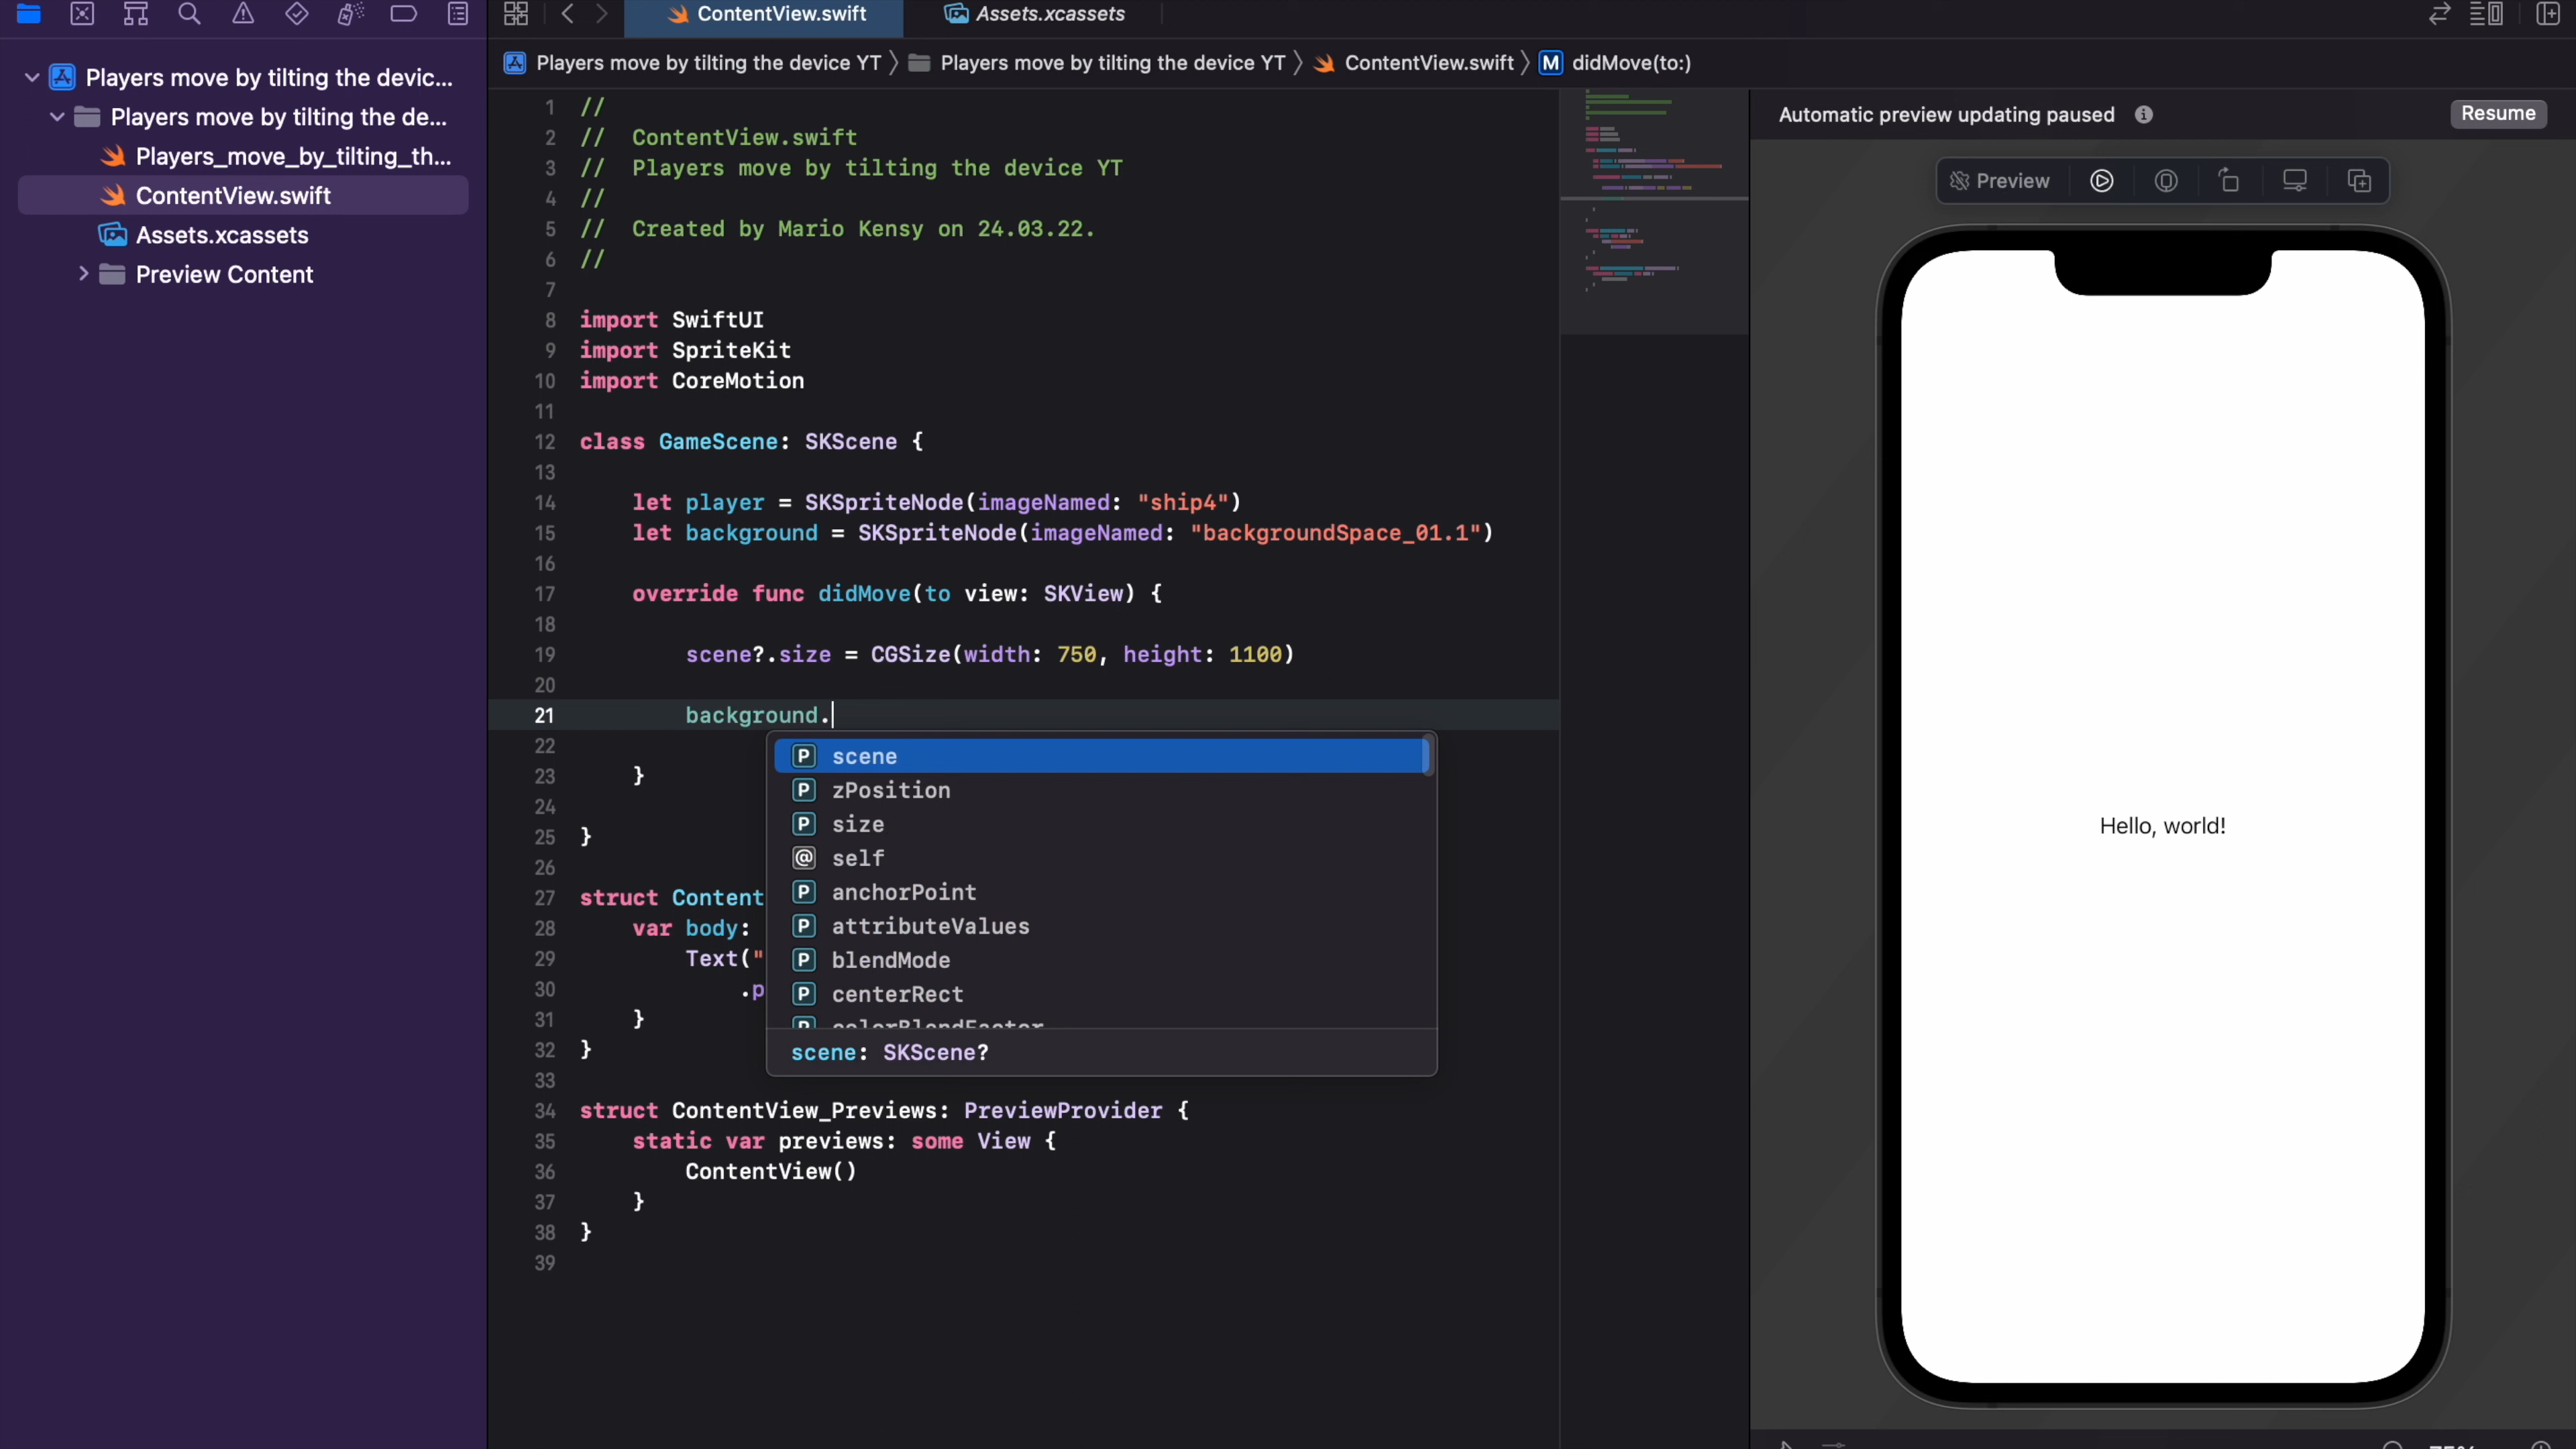 ContentView.swift
Assets.xcassets
Players move by tilting the device YT
Players move by tilting the device YT
ContentView.swift
M didMove(to:)
Players move by tilting the devic...
Players move by tilting the de...
Players_move_by_tilting_th...
ContentView.swift
Assets.xcassets
Preview Content
1 //
2 // ContentView.swift
3 // Players move by tilting the device YT
4 //
5 // Created by Mario Kensy on 24.03.22.
6 //
7
8 import SwiftUI
9 import SpriteKit
10 import CoreMotion
11
12 class GameScene: SKScene {
13
14 let player = SKSpriteNode(imageNamed: "ship4")
15 let background = SKSpriteNode(imageNamed: "backgroundSpace_01.1")
16
17 override func didMove(to view: SKView) {
18
19 scene?.size = CGSize(width: 750, height: 1100)
20
21 background.
22
23 }
24
25 }
26
27 struct Content
28 var body:
29 Text("
30 .p
31 }
32 }
33
34 struct ContentView_Previews: PreviewProvider {
35 static var previews: some View {
36 ContentView()
37 }
38 }
39
P scene
P zPosition
P size
@ self
P anchorPoint
P attributeValues
P blendMode
P centerRect
P colorBlendFactor
scene: SKScene?
Automatic preview updating paused
Resume
Preview
Hello, world!